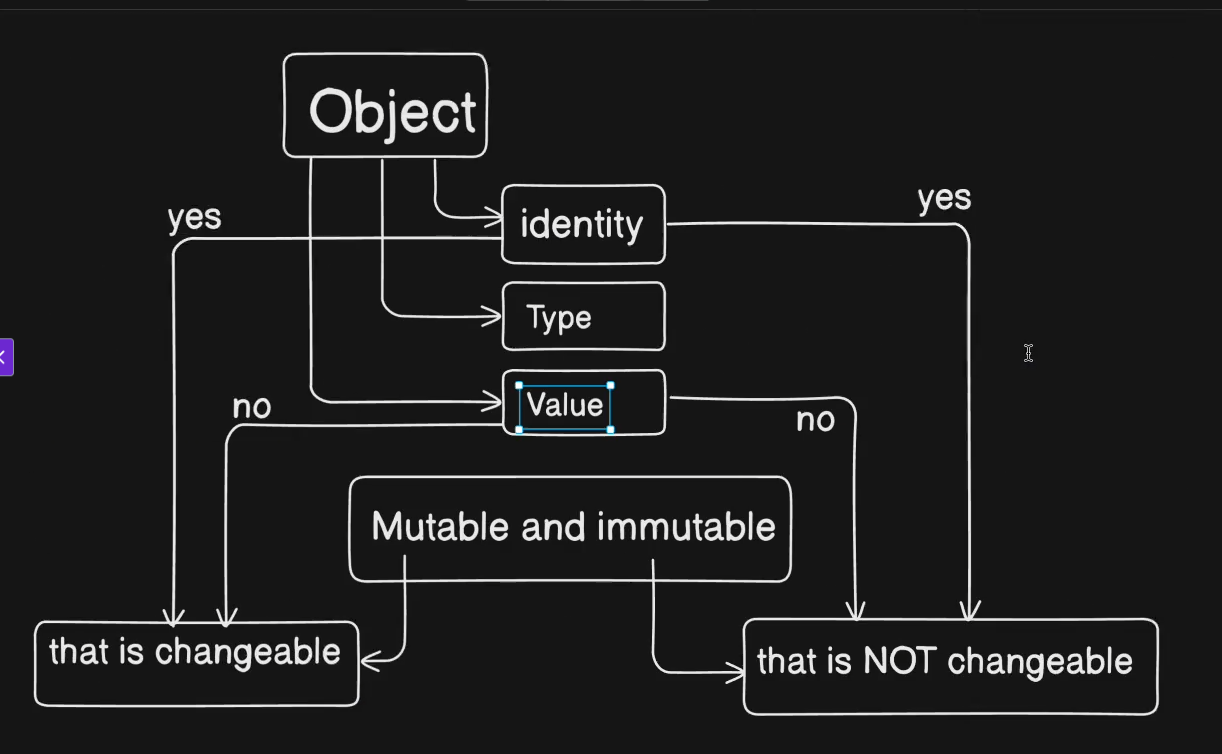 Object
yes
identity
yes
Type
no
Value
no
Mutable and immutable
that is changeable
that is NOT changeable